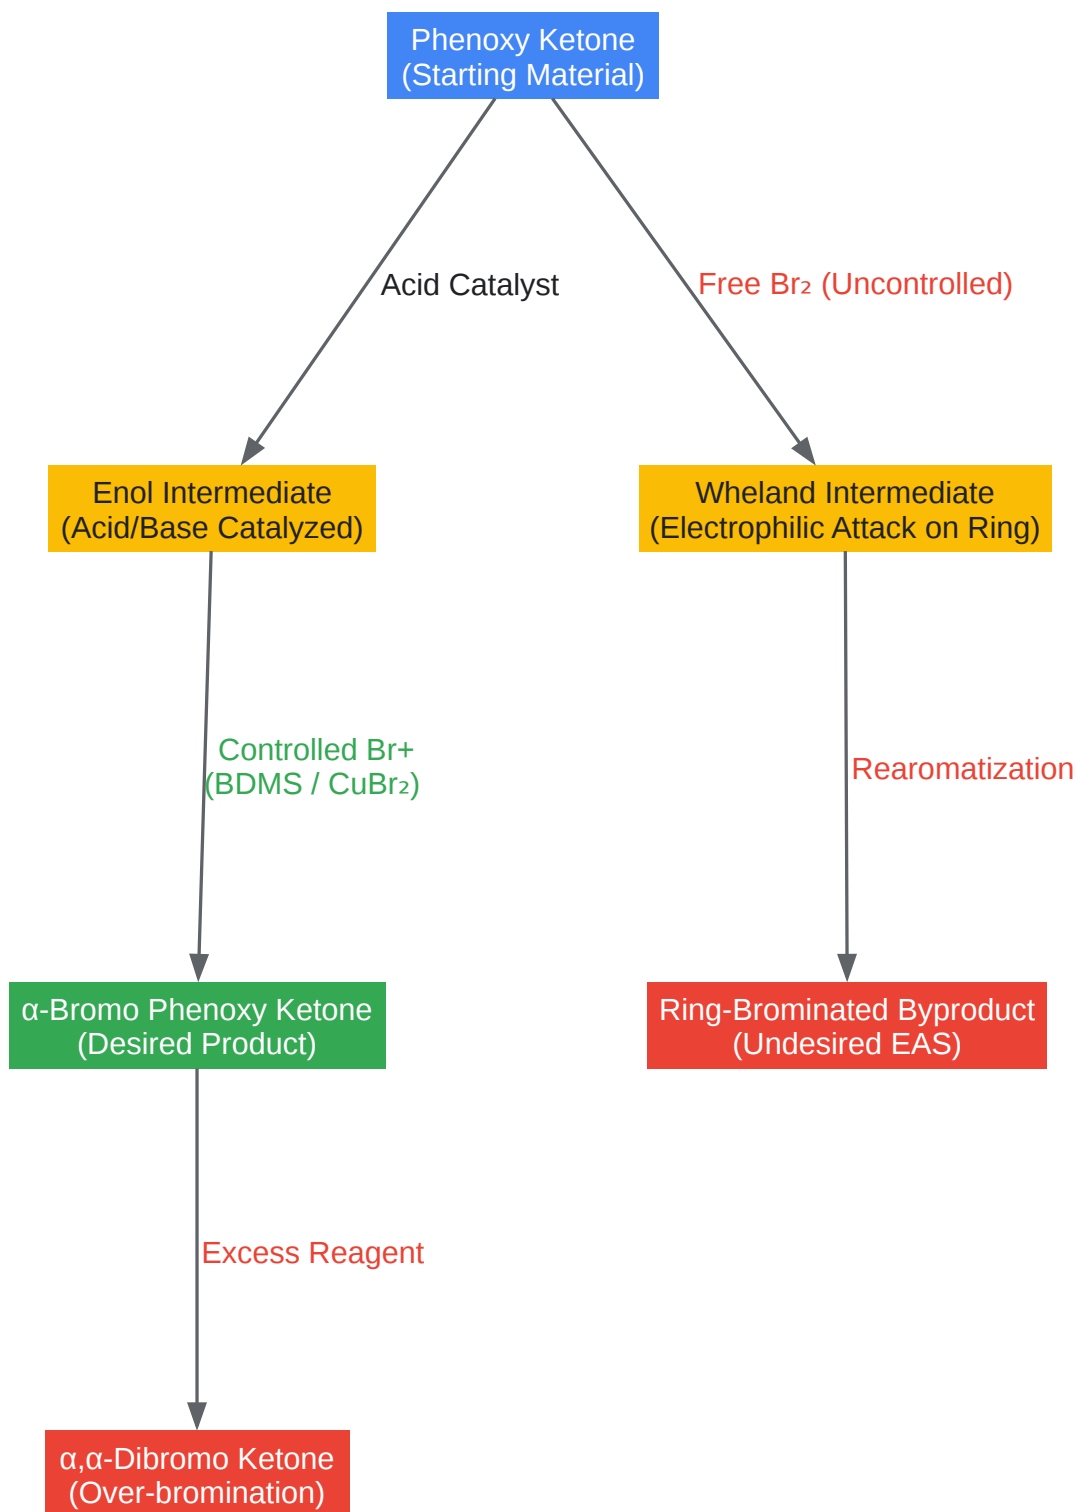 Phenoxy Ketone
(Starting Material)
Acid Catalyst
Free Br₂ (Uncontrolled)
Enol Intermediate
(Acid/Base Catalyzed)
Wheland Intermediate
(Electrophilic Attack on Ring)
Controlled Br+
(BDMS / CuBr₂)
Rearomatization
α-Bromo Phenoxy Ketone
(Desired Product)
Ring-Brominated Byproduct
(Undesired EAS)
Excess Reagent
α,α-Dibromo Ketone
(Over-bromination)